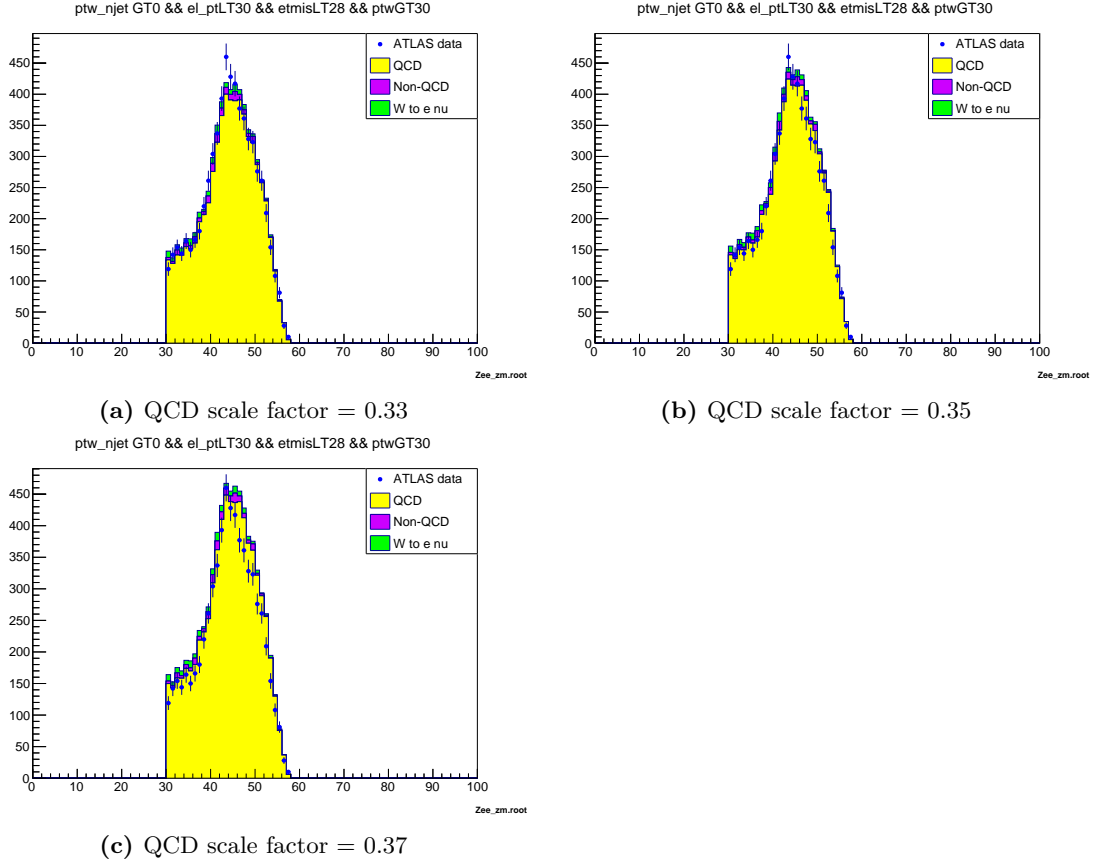 ptw_njet GT0 && el_ptLT30 && etmisLT28 && ptwGT30
ATLAS data
QCD
Non-QCD
W to e nu
450
400
350
300
250
200
150
100
50
0
0 10 20 30 40 50 60 70 80 90 100
Zee_zm.root
(a) QCD scale factor = 0.33
ptw_njet GT0 && el_ptLT30 && etmisLT28 && ptwGT30
ATLAS data
QCD
Non-QCD
W to e nu
450
400
350
300
250
200
150
100
50
0
0 10 20 30 40 50 60 70 80 90 100
Zee_zm.root
(b) QCD scale factor = 0.35
ptw_njet GT0 && el_ptLT30 && etmisLT28 && ptwGT30
ATLAS data
QCD
Non-QCD
W to e nu
450
400
350
300
250
200
150
100
50
0
0 10 20 30 40 50 60 70 80 90 100
Zee_zm.root
(c) QCD scale factor = 0.37